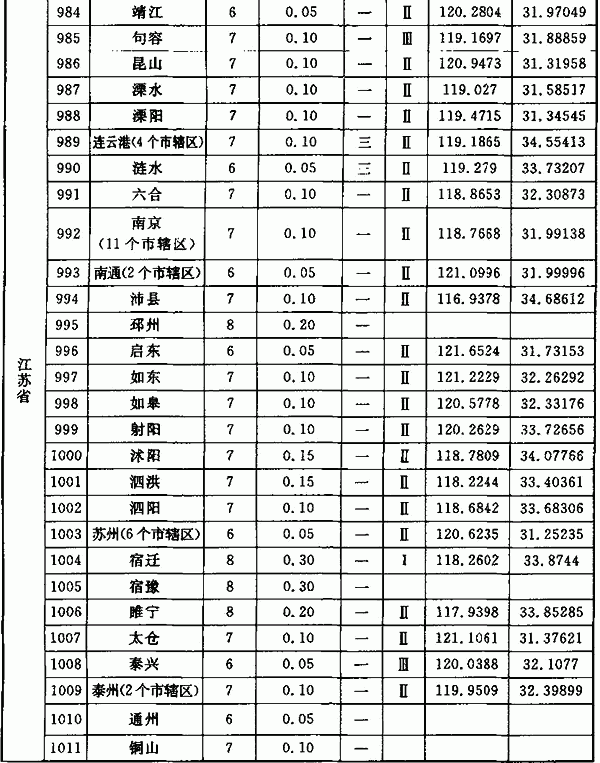 984 靖江 6 0.05 一 Ⅱ 120.2804 31.97049
985 句容 7 0.10 一 Ⅲ 119.1697 31.88859
986 昆山 7 0.10 一 Ⅱ 120.9473 31.31958
987 溧水 7 0.10 一 Ⅱ 119.027 31.58517
988 溧阳 7 0.10 一 Ⅱ 119.4715 31.34545
989 连云港(4个市辖区) 7 0.10 三 Ⅱ 119.1865 34.55413
990 涟水 6 0.05 三 Ⅱ 119.279 33.73207
991 六合 7 0.10 一 Ⅱ 118.8653 32.30873
992 南京 7 0.10 一 Ⅱ 118.7668 31.99138
(11个市辖区)
993 南通(2个市辖区) 6 0.05 一 Ⅱ 121.0996 31.99996
994 沛县 7 0.10 一 Ⅱ 116.9378 34.68612
995 邳州 8 0.20 一
江苏省
996 启东 6 0.05 一 Ⅱ 121.6524 31.73153
997 如东 7 0.10 一 Ⅱ 121.2229 32.26292
998 如皋 7 0.10 一 Ⅱ 120.5778 32.33176
999 射阳 7 0.10 一 Ⅱ 120.2629 33.72656
1000 沭阳 7 0.15 一 Ⅱ 118.7809 34.07766
1001 泗洪 7 0.15 一 Ⅱ 118.2244 33.40361
1002 泗阳 7 0.10 一 Ⅱ 118.6842 33.68306
1003 苏州(6个市辖区) 6 0.05 一 Ⅱ 120.6235 31.25235
1004 宿迁 8 0.30 一 Ⅰ 118.2602 33.8744
1005 宿豫 8 0.30 一
1006 睢宁 8 0.20 一 Ⅱ 117.9398 33.85285
1007 太仓 7 0.10 一 Ⅱ 121.1061 31.37621
1008 泰兴 6 0.05 一 Ⅲ 120.0388 32.1077
1009 泰州(2个市辖区) 7 0.10 一 Ⅱ 119.9509 32.39899
1010 通州 6 0.05 一
1011 铜山 7 0.10 一